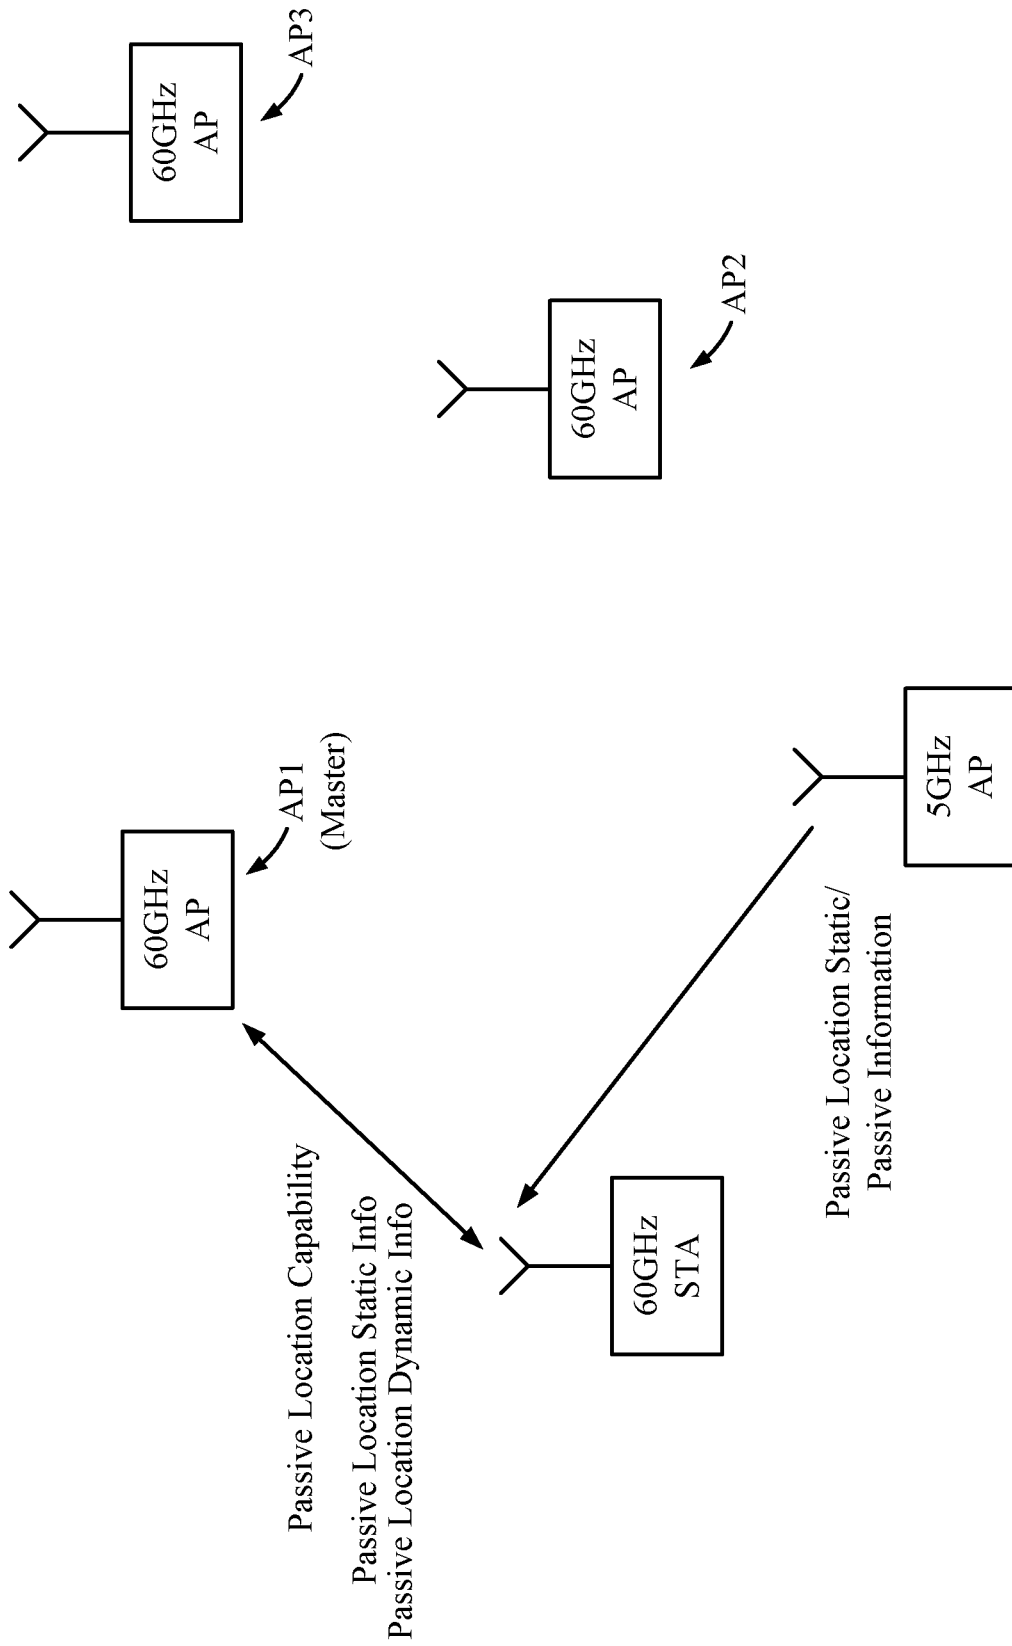 60GHz
AP
AP3
60GHz
AP
AP2
60GHz
AP
AP1
(Master)
Passive Location Capability
Passive Location Static Info
Passive Location Dynamic Info
60GHz
STA
Passive Location Static/
Passive Information
5GHz
AP